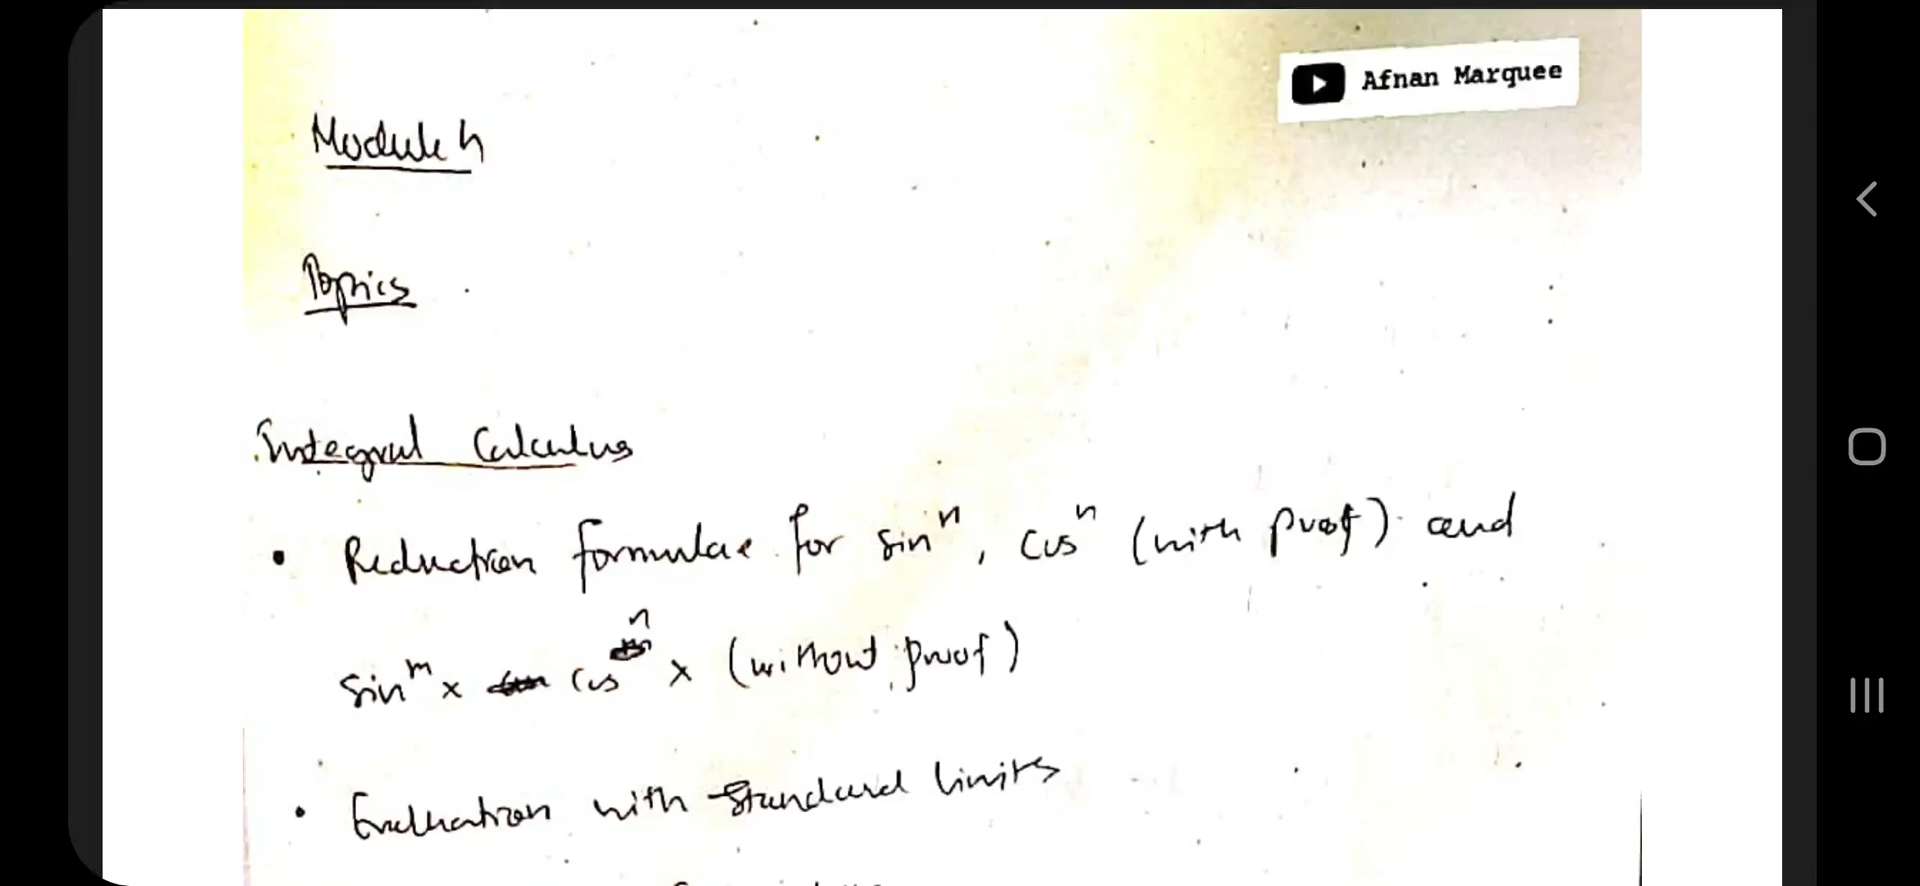 Afnan Marquee
Module 4
Topics
Integral Calculus
• Reduction formulae for sinⁿ, cosⁿ (with proof) and
sinᵐx cosⁿx (without proof)
• Evaluation with standard limits